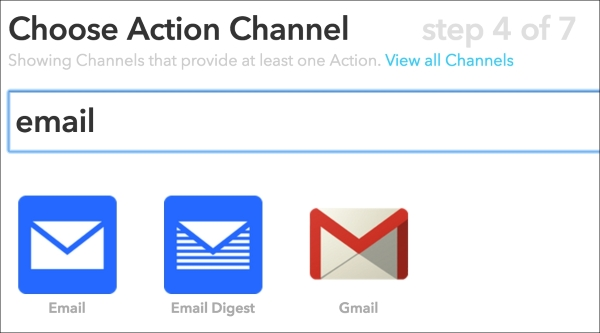 Choose Action Channel step 4 of 7
Showing Channels that provide at least one Action. View all Channels
email
Email Email Digest Gmail